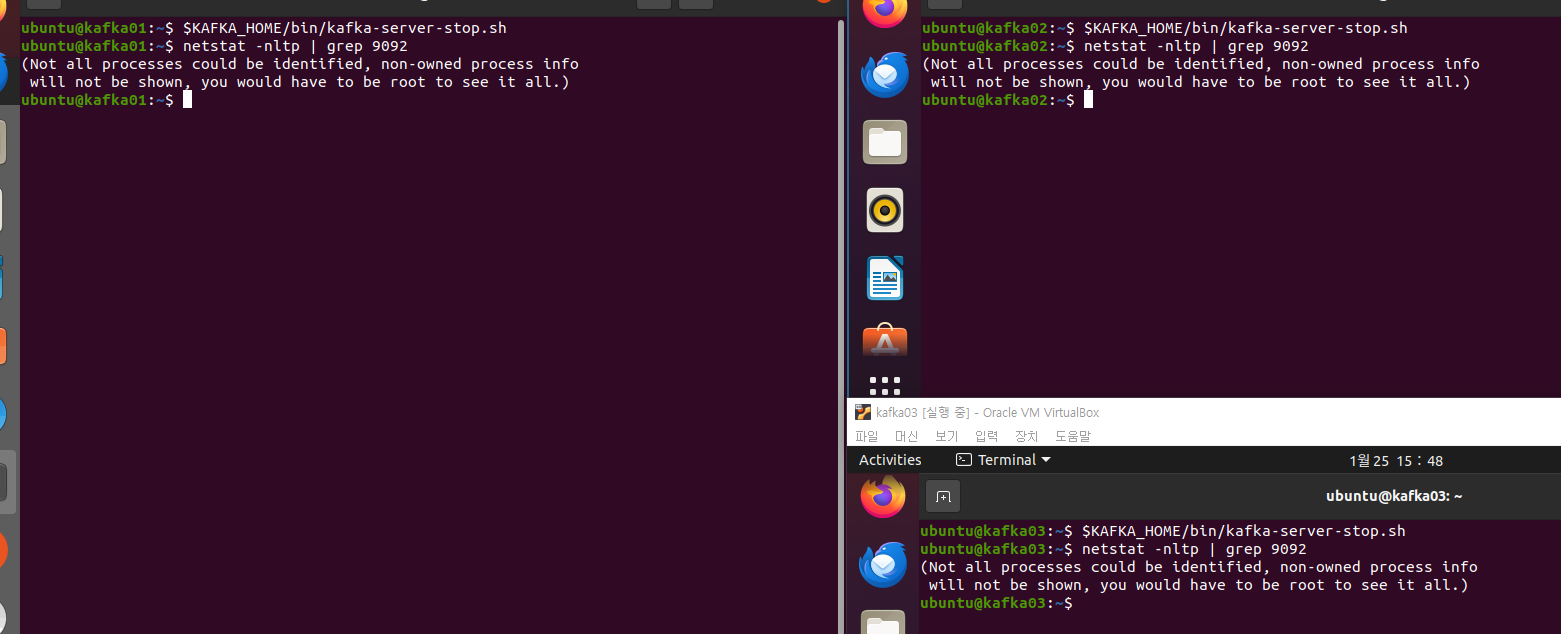 ubuntu@kafka01:~$ $KAFKA_HOME/bin/kafka-server-stop.sh
ubuntu@kafka01:~$ netstat -nltp | grep 9092
(Not all processes could be identified, non-owned process info
 will not be shown, you would have to be root to see it all.)
ubuntu@kafka01:~$
ubuntu@kafka02:~$ $KAFKA_HOME/bin/kafka-server-stop.sh
ubuntu@kafka02:~$ netstat -nltp | grep 9092
(Not all processes could be identified, non-owned process info
 will not be shown, you would have to be root to see it all.)
ubuntu@kafka02:~$
kafka03 [실행 중] - Oracle VM VirtualBox
파일 머신 보기 입력 장치 도움말
Activities Terminal 1월 25 15 : 48
ubuntu@kafka03: ~
ubuntu@kafka03:~$ $KAFKA_HOME/bin/kafka-server-stop.sh
ubuntu@kafka03:~$ netstat -nltp | grep 9092
(Not all processes could be identified, non-owned process info
 will not be shown, you would have to be root to see it all.)
ubuntu@kafka03:~$